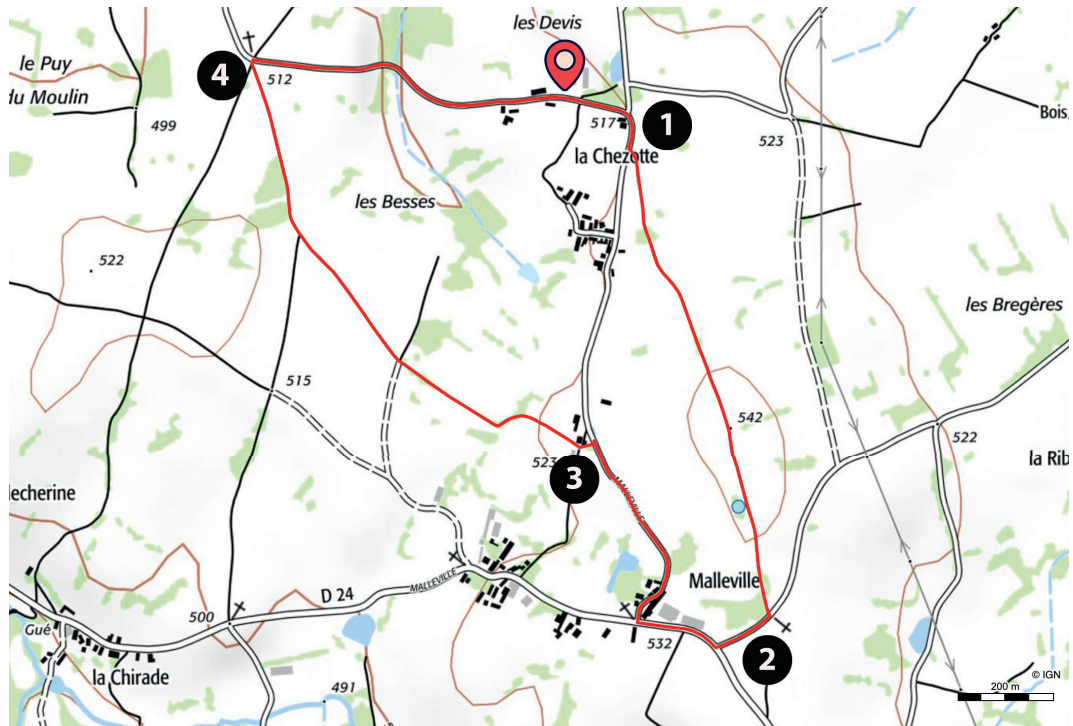 les Devis
le Puy
du Moulin
4
512
499
517
1
523
Bois,
la Chezotte
les Besses
522
les Bregères
515
542
522
523
3
MALLEVILLE
la Rib
lecherine
Malleville
MALLEVILLE
D 24
500
Gué
532
2
la Chirade
491
© IGN
200 m